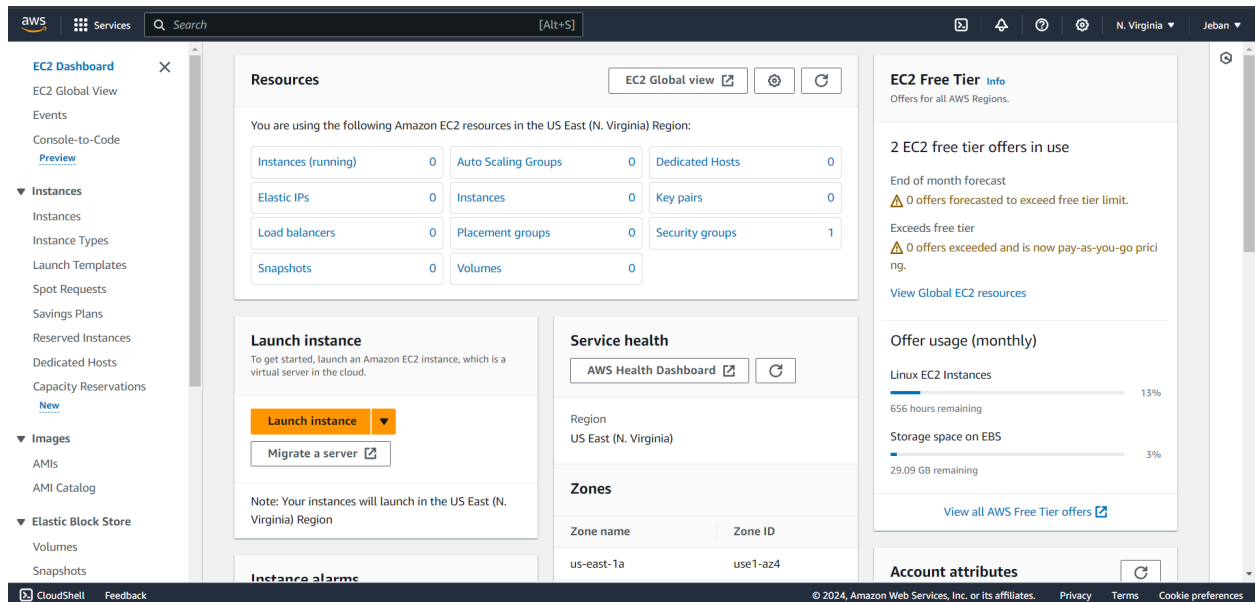 aws
Services
Search
[Alt+S]
N. Virginia ▼
Jeban ▼
EC2 Dashboard
EC2 Global View
Events
Console-to-Code
Preview
Instances
Instances
Instance Types
Launch Templates
Spot Requests
Savings Plans
Reserved Instances
Dedicated Hosts
Capacity Reservations
New
Images
AMIs
AMI Catalog
Elastic Block Store
Volumes
Snapshots
Resources
EC2 Global view
You are using the following Amazon EC2 resources in the US East (N. Virginia) Region:
Instances (running) 0
Auto Scaling Groups 0
Dedicated Hosts 0
Elastic IPs 0
Instances 0
Key pairs 0
Load balancers 0
Placement groups 0
Security groups 1
Snapshots 0
Volumes 0
Launch instance
To get started, launch an Amazon EC2 instance, which is a
virtual server in the cloud.
Launch instance
Migrate a server
Note: Your instances will launch in the US East (N.
Virginia) Region
Instance alarms
Service health
AWS Health Dashboard
Region
US East (N. Virginia)
Zones
Zone name Zone ID
us-east-1a use1-az4
EC2 Free Tier Info
Offers for all AWS Regions.
2 EC2 free tier offers in use
End of month forecast
0 offers forecasted to exceed free tier limit.
Exceeds free tier
0 offers exceeded and is now pay-as-you-go prici
ng.
View Global EC2 resources
Offer usage (monthly)
Linux EC2 Instances
13%
656 hours remaining
Storage space on EBS
3%
29.09 GB remaining
View all AWS Free Tier offers
Account attributes
CloudShell
Feedback
© 2024, Amazon Web Services, Inc. or its affiliates.
Privacy
Terms
Cookie preferences